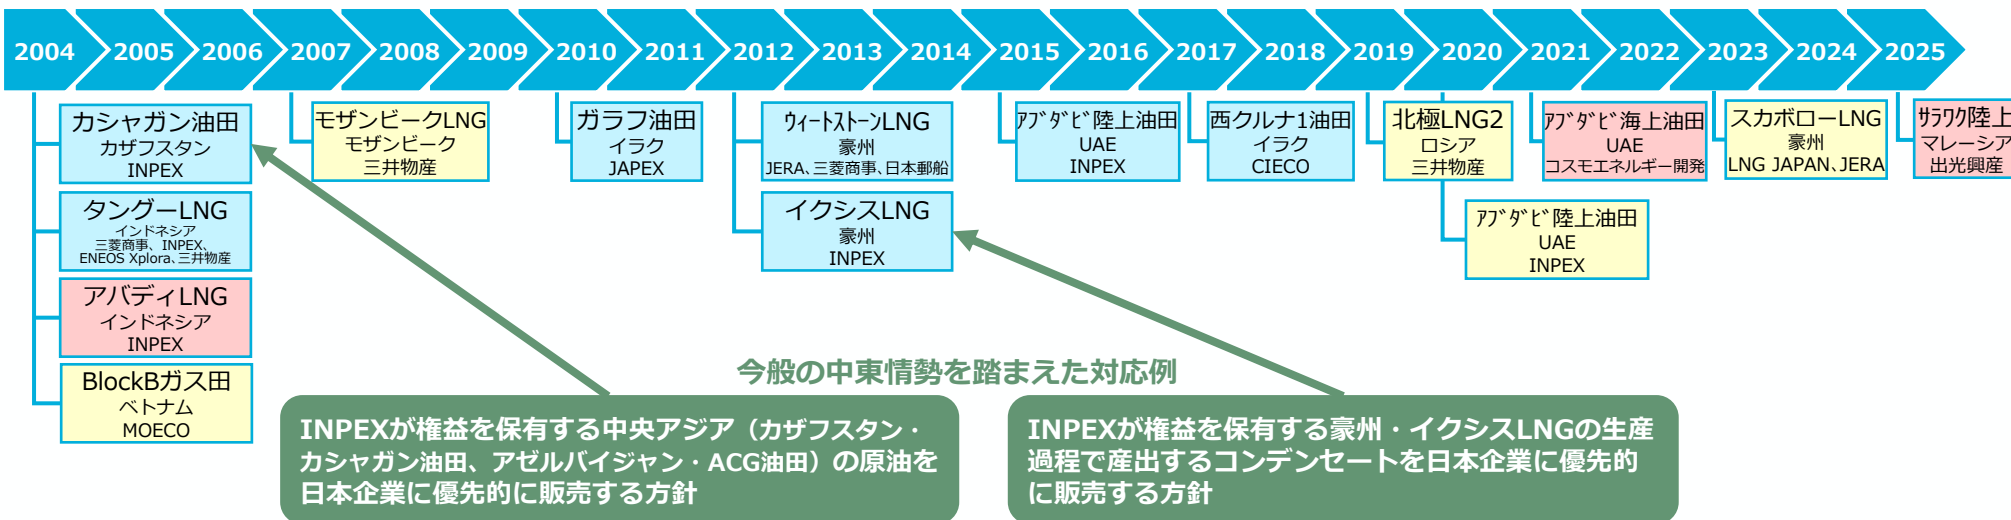 2004 2005 2006 2007 2008 2009 2010 2011 2012 2013 2014 2015 2016 2017 2018 2019 2020 2021 2022 2023 2024 2025
カシャガン油田
カザフスタン
INPEX
タングーLNG
インドネシア
三菱商事、INPEX、
ENEOS Xplora、三井物産
アバディLNG
インドネシア
INPEX
BlockBガス田
ベトナム
MOECO
モザンビークLNG
モザンビーク
三井物産
ガラフ油田
イラク
JAPEX
ウィートストーンLNG
豪州
JERA、三菱商事、日本郵船
イクシスLNG
豪州
INPEX
アブダビ陸上油田
UAE
INPEX
西クルナ1油田
イラク
CIECO
北極LNG2
ロシア
三井物産
アブダビ陸上油田
UAE
INPEX
アブダビ海上油田
UAE
コスモエネルギー開発
スカボローLNG
豪州
LNG JAPAN、JERA
サラワク陸上
マレーシア
出光興産
今般の中東情勢を踏まえた対応例
INPEXが権益を保有する中央アジア（カザフスタン・
カシャガン油田、アゼルバイジャン・ACG油田）の原油を
日本企業に優先的に販売する方針
INPEXが権益を保有する豪州・イクシスLNGの生産
過程で産出するコンデンセートを日本企業に優先的
に販売する方針